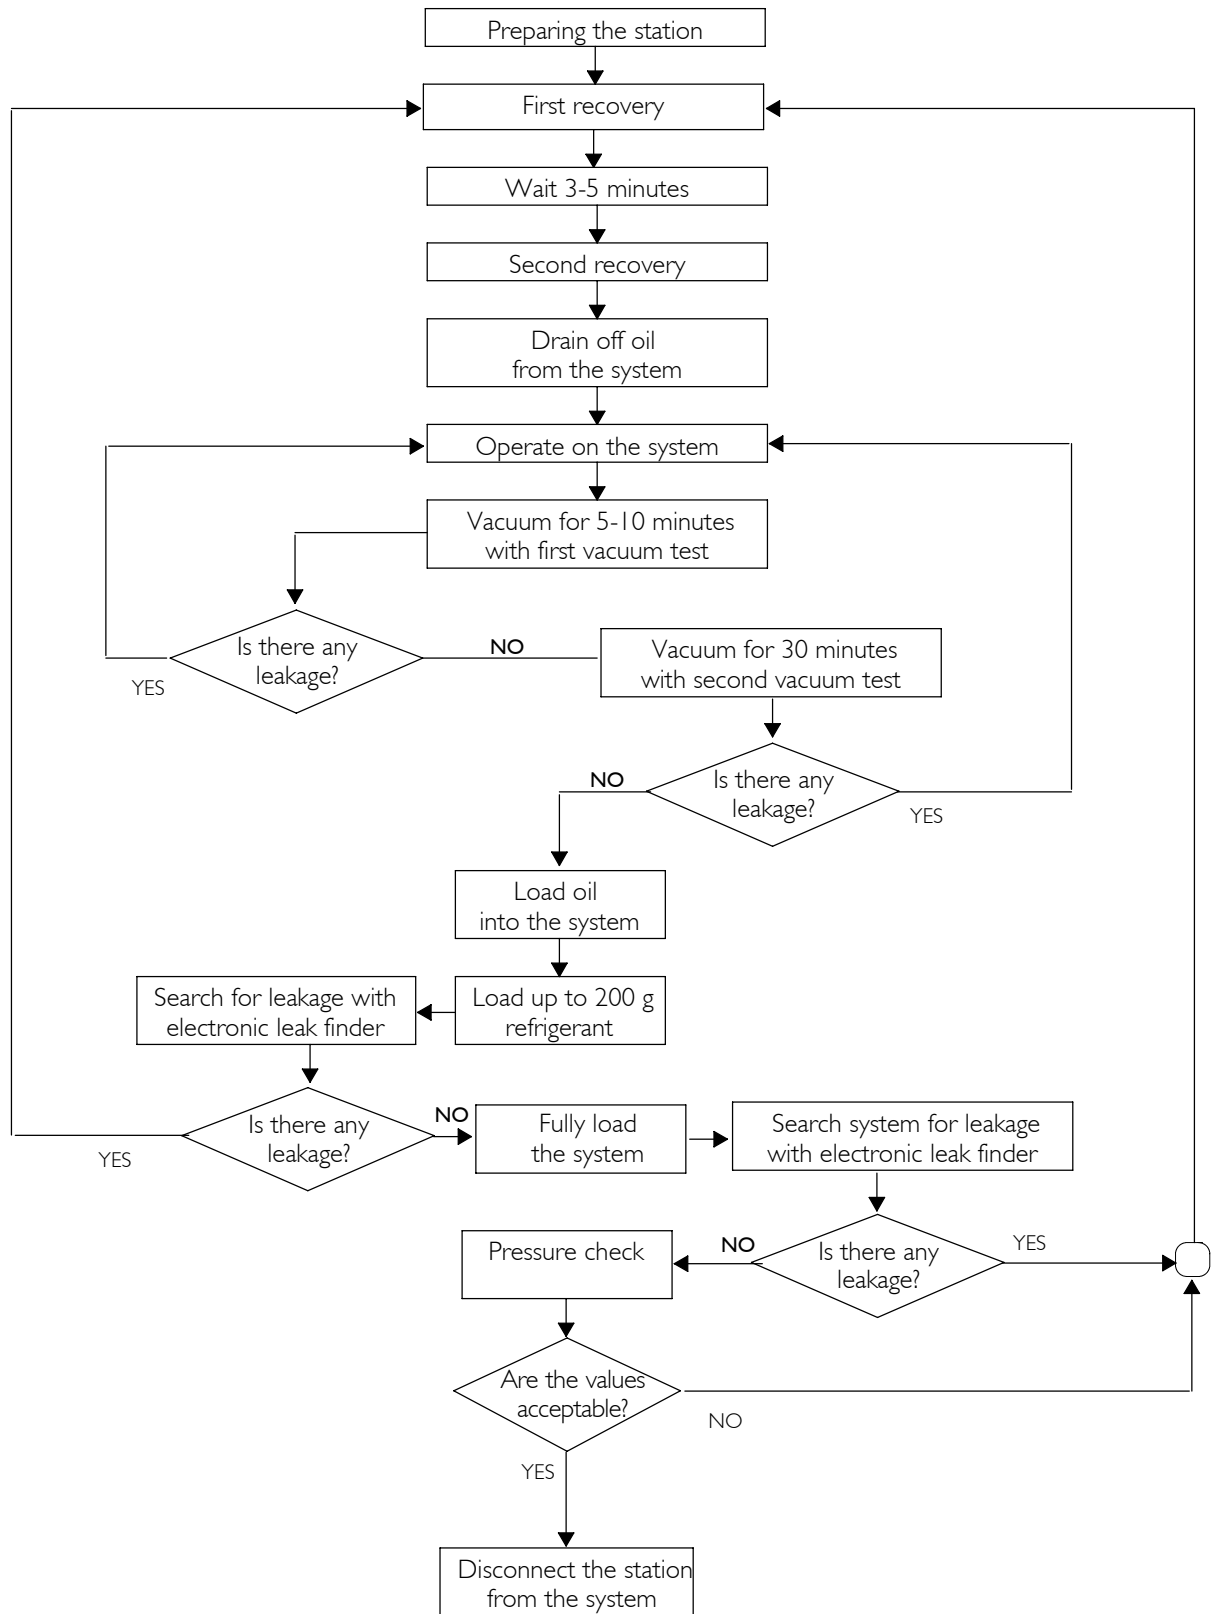 Preparing the station
First recovery
Wait 3-5 minutes
Second recovery
Drain off oil
from the system
Operate on the system
Vacuum for 5-10 minutes
with first vacuum test
Is there any
leakage?
YES
NO
Vacuum for 30 minutes
with second vacuum test
Is there any
leakage?
NO
YES
Load oil
into the system
Load up to 200 g
refrigerant
Search for leakage with
electronic leak finder
Is there any
leakage?
YES
NO
Fully load
the system
Search system for leakage
with electronic leak finder
Is there any
leakage?
YES
NO
Pressure check
Are the values
acceptable?
NO
YES
Disconnect the station
from the system